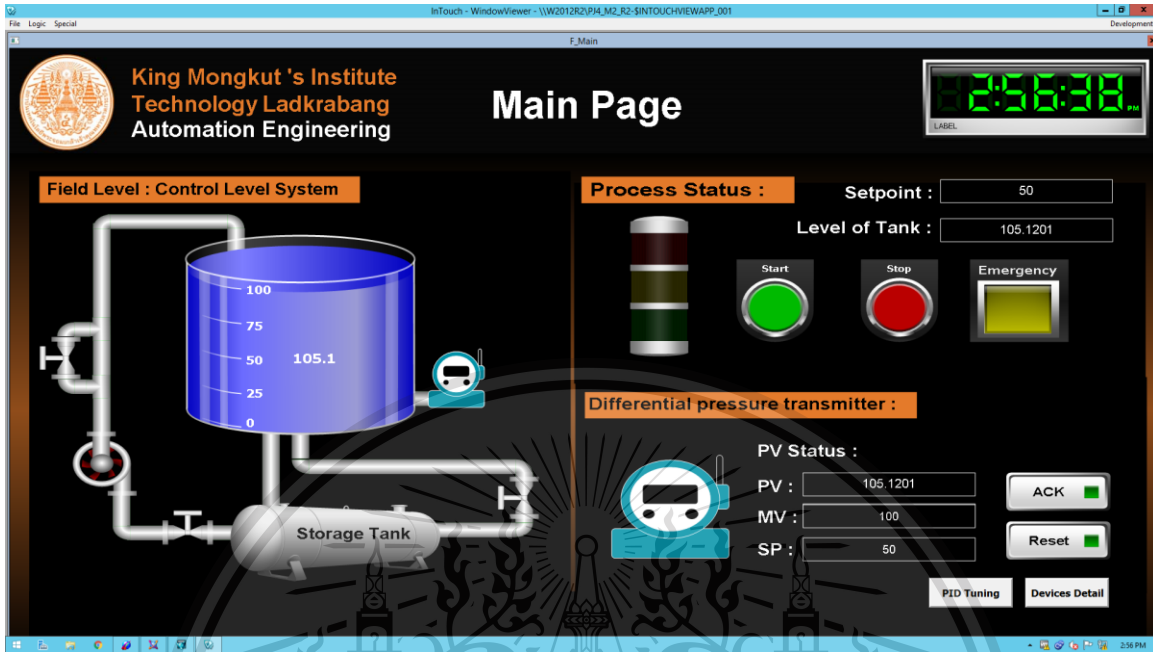 InTouch - WindowViewer - \\W2012R2\PJ4_M2_R2-$INTOUCHVIEWAPP_001
File Logic Special
Development
F_Main
King Mongkut 's Institute
Technology Ladkrabang
Automation Engineering
Main Page
2:56:38 PM
LABEL
Field Level : Control Level System
100
75
50
25
0
105.1
Storage Tank
Process Status :
Setpoint : 50
Level of Tank : 105.1201
Start
Stop
Emergency
Differential pressure transmitter :
PV Status :
PV : 105.1201
MV : 100
SP : 50
ACK
Reset
PID Tuning
Devices Detail
2:56 PM